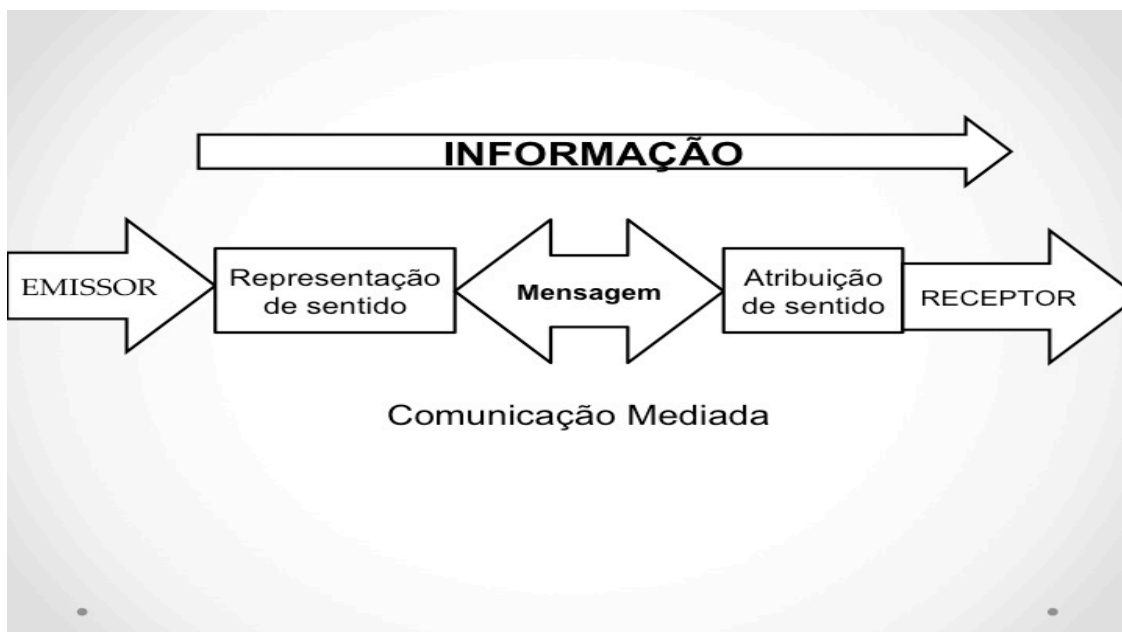 INFORMAÇÃO
EMISSOR
Representação
de sentido
Mensagem
Atribuição
de sentido
RECEPTOR
Comunicação Mediada